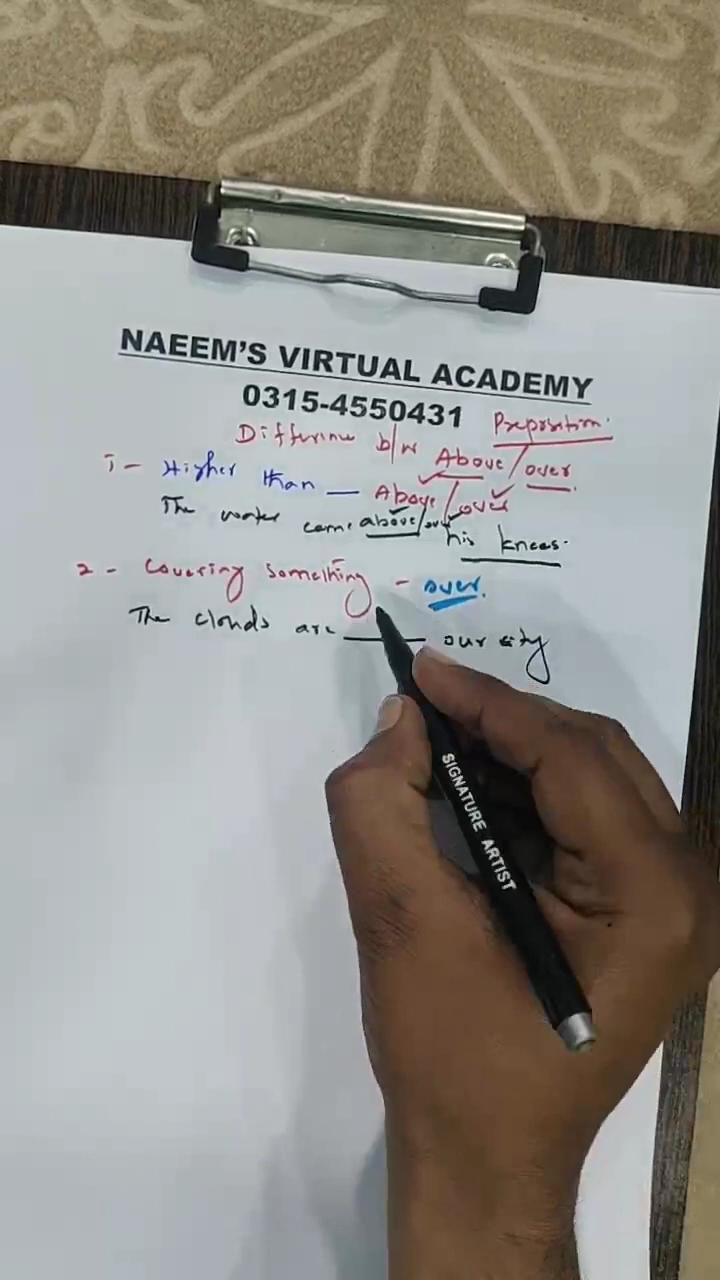 NAEEM'S VIRTUAL ACADEMY
0315-4550431
Preposition
Difference b/w Above/over
1- Higher than — Above/over
The water came above/over his knees.
2- Covering Something - over.
The clouds are ______ our city
SIGNATURE ARTIST